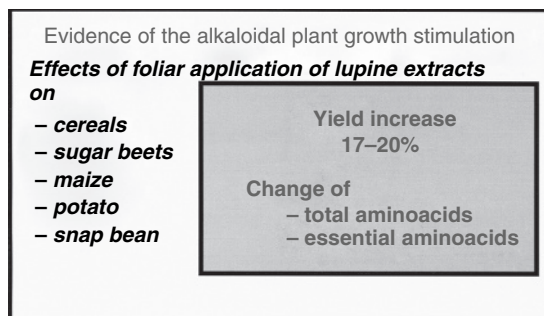 Evidence of the alkaloidal plant growth stimulation
Effects of foliar application of lupine extracts
on
– cereals
– sugar beets
– maize
– potato
– snap bean
Yield increase
17–20%
Change of
– total aminoacids
– essential aminoacids